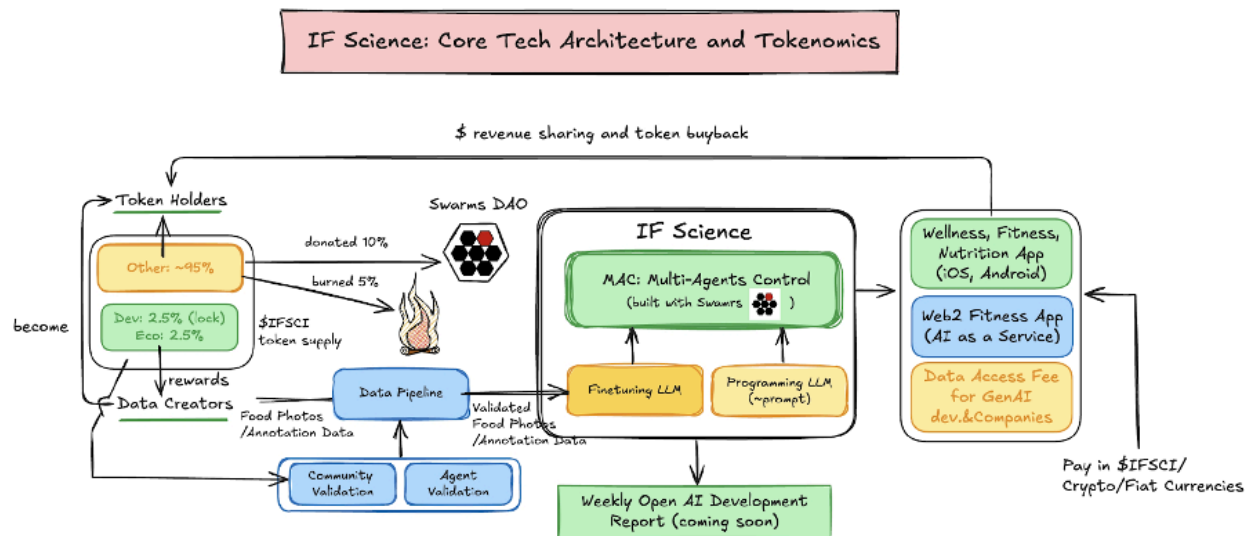 IF Science: Core Tech Architecture and Tokenomics
$ revenue sharing and token buyback
Token Holders
Swarms DAO
donated 10%
Other: ~95%
burned 5%
Dev: 2.5% (lock)
Eco: 2.5%
$IFSCI
token supply
become
rewards
Data Creators
Food Photos
/Annotation Data
Data Pipeline
Validated
Food Photos
/Annotation Data
Community
Validation
Agent
Validation
IF Science
MAC: Multi-Agents Control
(built with Swamrs )
Finetuning LLM
Programming LLM
(~prompt)
Weekly Open AI Development
Report (coming soon)
Wellness, Fitness,
Nutrition App
(iOS, Android)
Web2 Fitness App
(AI as a Service)
Data Access Fee
for GenAI
dev.&Companies
Pay in $IFSCI/
Crypto/Fiat Currencies